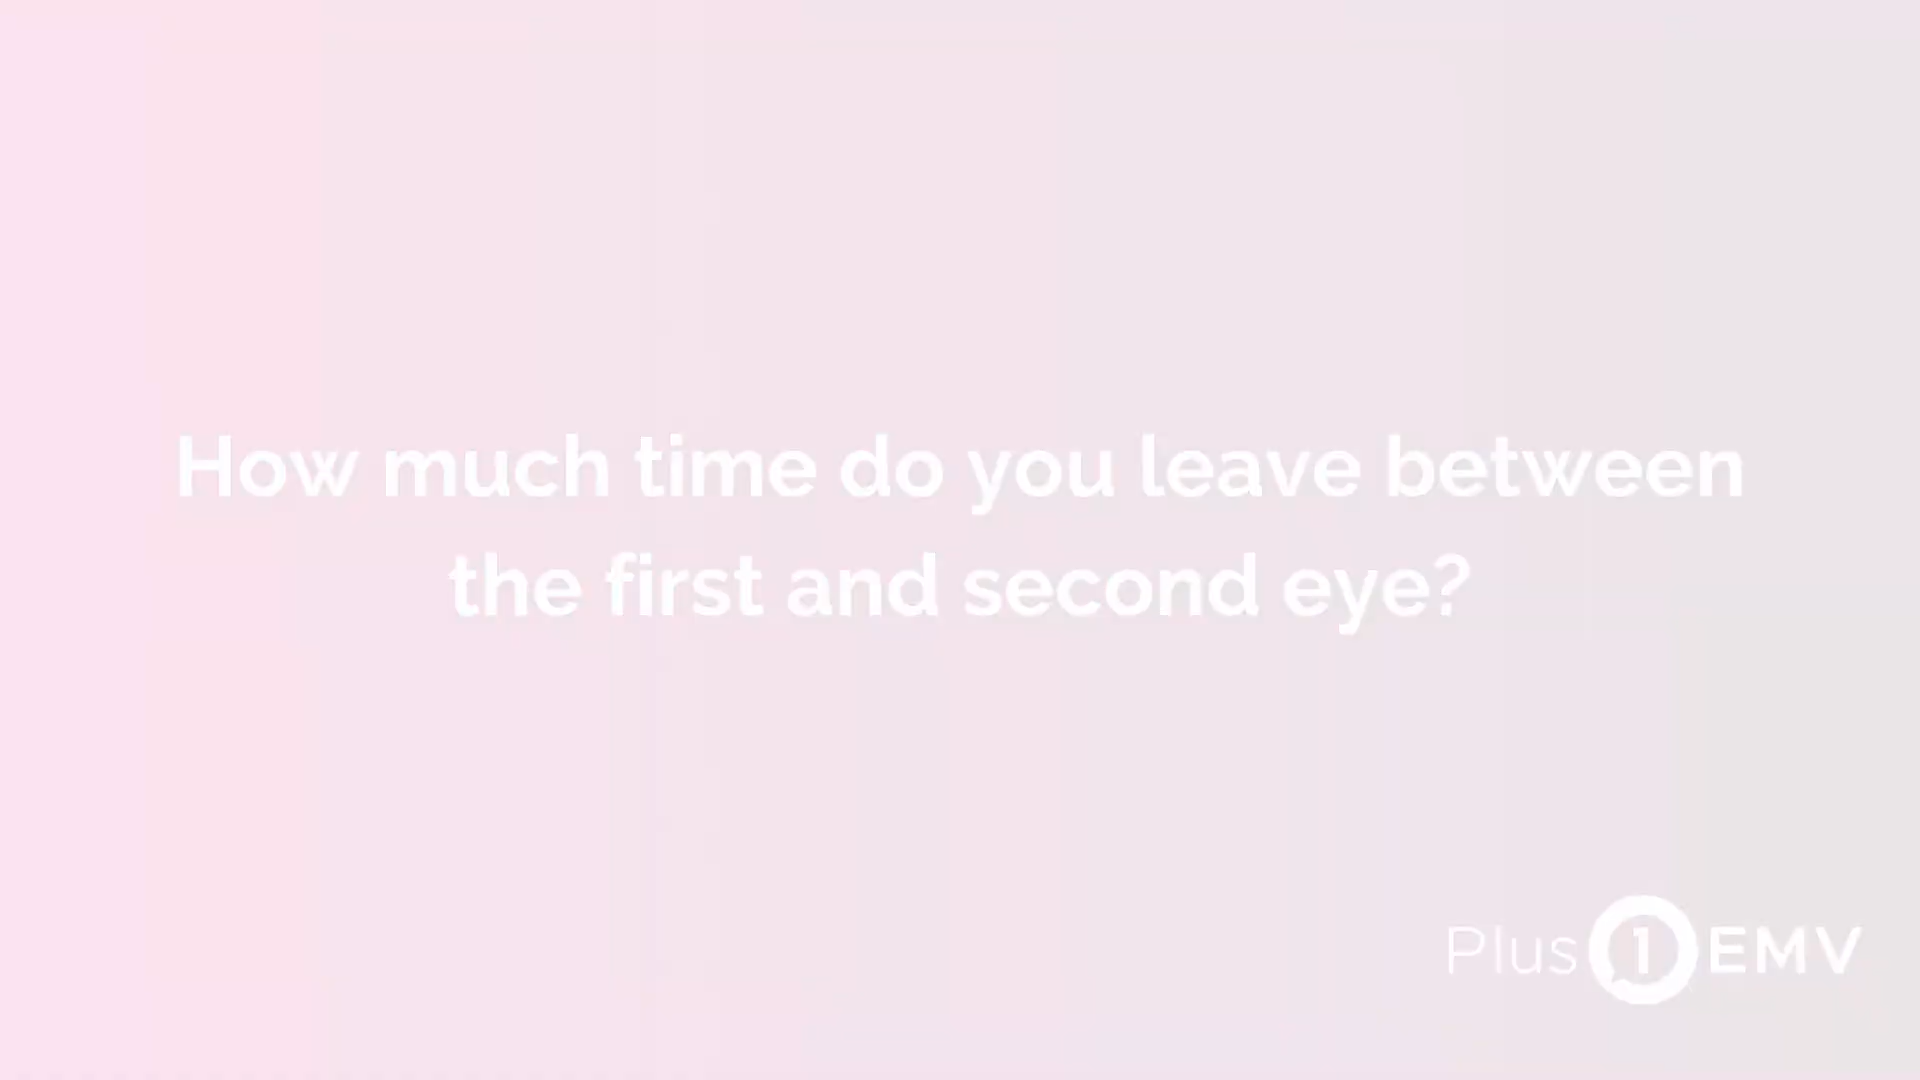 How much time do you leave between
the first and second eye?
Plus 1 EMV